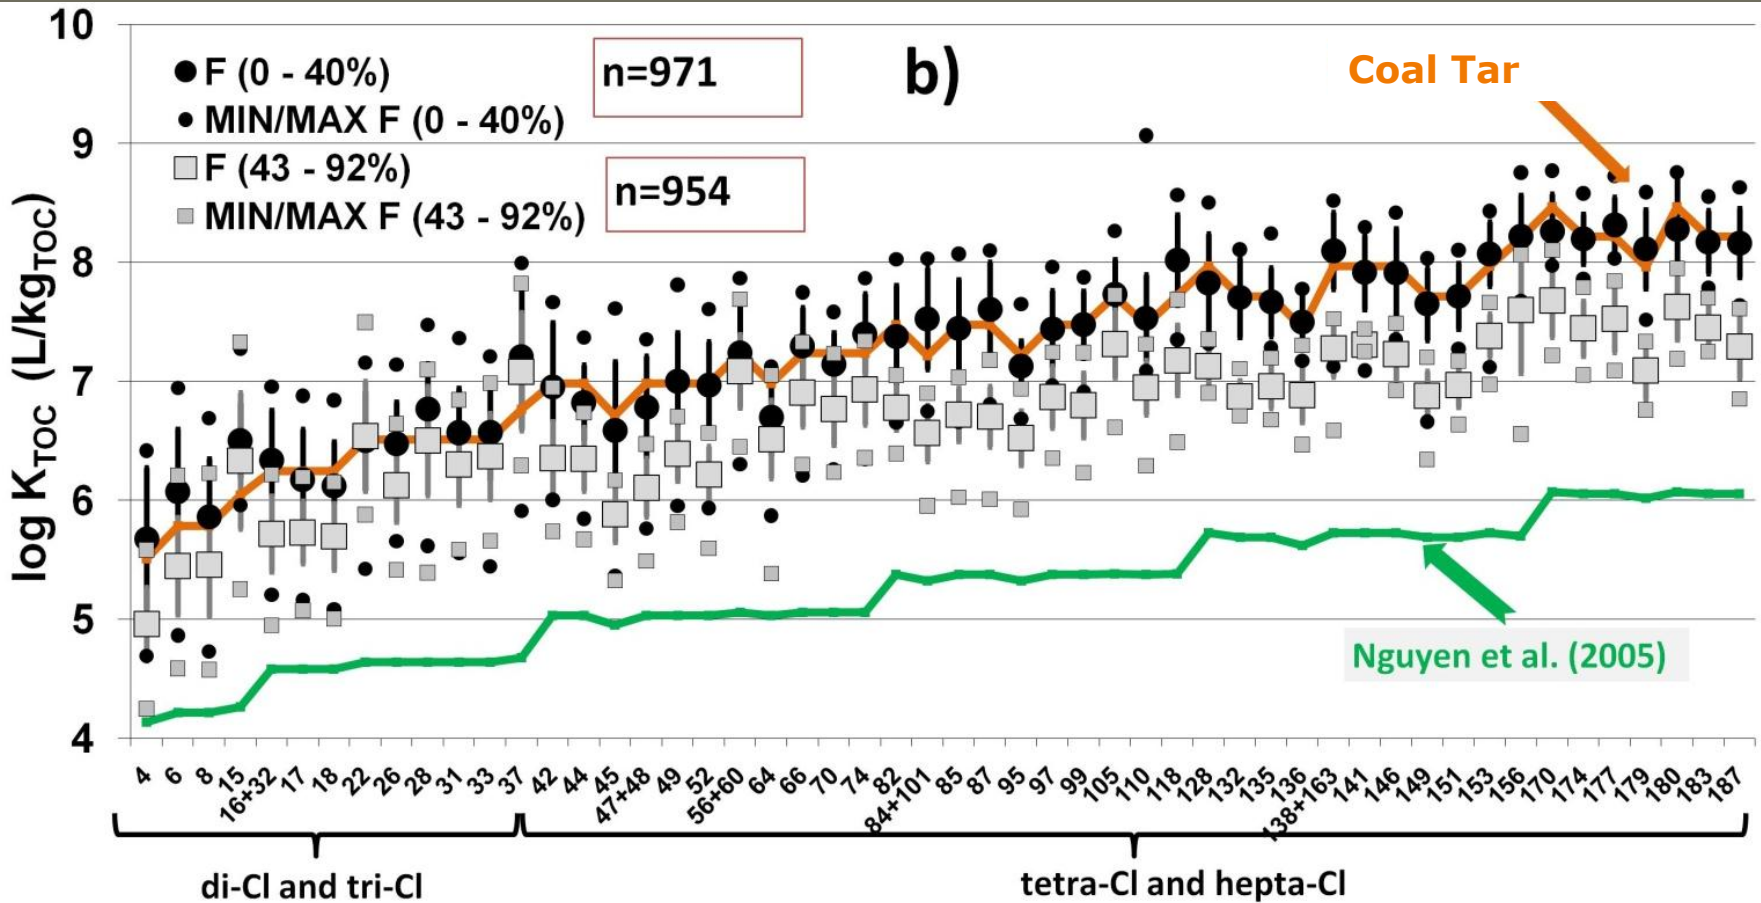 10
9
8
7
6
5
4
log K_TOC (L/kg_TOC)
F (0 - 40%)
MIN/MAX F (0 - 40%)
F (43 - 92%)
MIN/MAX F (43 - 92%)
n=971
n=954
b)
Coal Tar
Nguyen et al. (2005)
4 6 8 15 16+32 17 18 22 26 28 31 33 37 42 44 45 47+48 49 52 56+60 64 66 70 74 82 84+101 85 87 95 97 99 105 110 118 128 132 135 136 138+163 141 146 149 151 153 156 170 174 177 179 180 183 187
di-Cl and tri-Cl
tetra-Cl and hepta-Cl